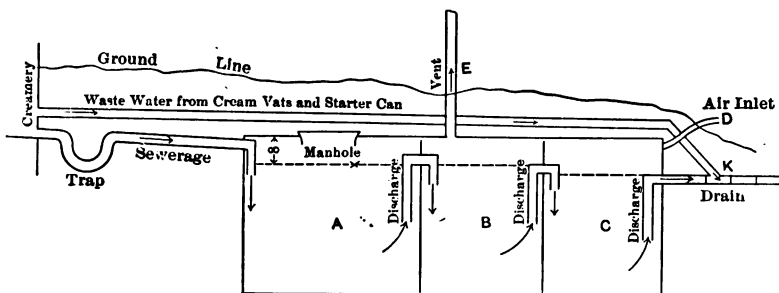 Ground Line
Vent
E
Creamery
Waste Water from Cream Vats and Starter Can
Air Inlet
D
Trap
Sewerage
8
Manhole
K
Drain
Discharge
Discharge
Discharge
A
B
C